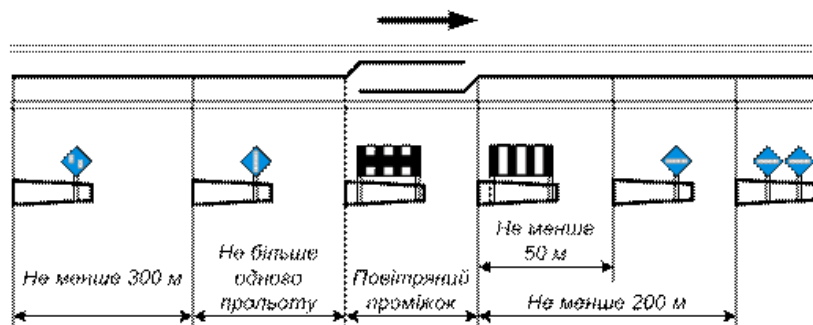 Не менше
50 м
Не менше 300 м
Не більше
одного
прольоту
Повітряний
проміжок
Не менше 200 м